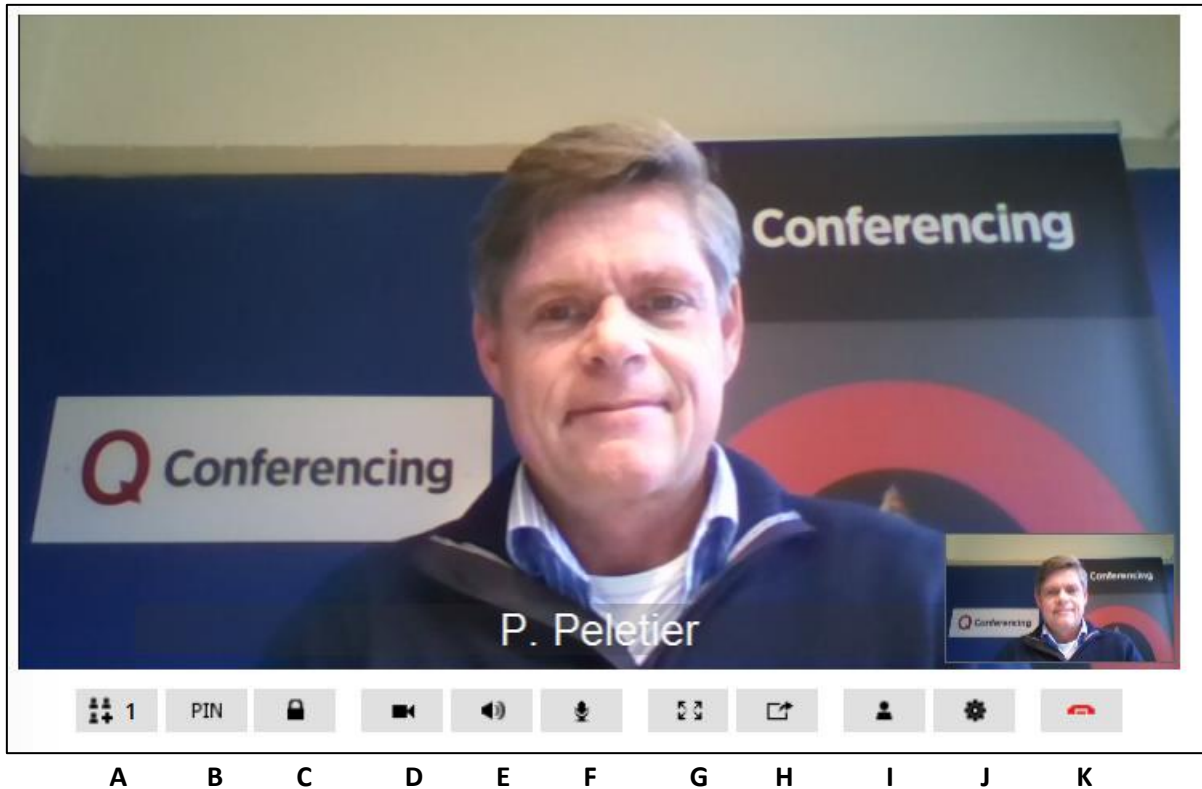 Conferencing
Q Conferencing
P. Peletier
Conferencing
Q Conferencing
1 PIN
A B C D E F G H I J K